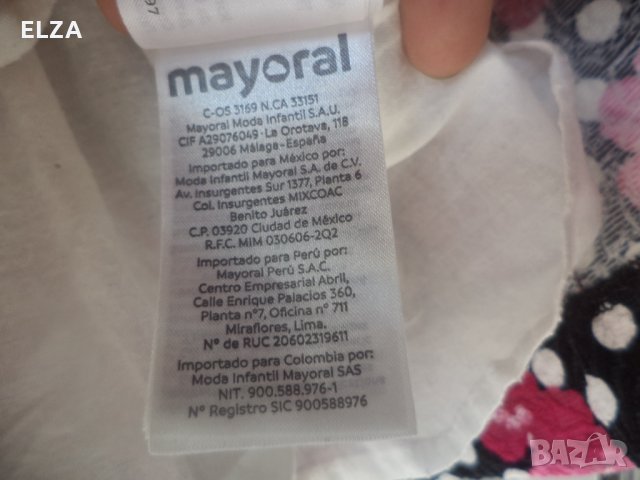 ELZA
97
mayoral
C-OS 3169 N.CA 33151
Mayoral Moda Infantil S.A.U.
CIF A29076049 · La Orotava, 118
29006 Málaga-España
Importado para México por:
Moda Infantil Mayoral S.A. de C.V.
Av. Insurgentes Sur 1377, Planta 6
Col. Insurgentes MIXCOAC
Benito Juárez
C.P. 03920 Ciudad de México
R.F.C. MIM 030606-2Q2
Importado para Perú por:
Mayoral Perú S.A.C.
Centro Empresarial Abril,
Calle Enrique Palacios 360,
Planta nº7, Oficina nº 711
Miraflores, Lima.
Nº de RUC 20602319611
Importado para Colombia por:
Moda Infantil Mayoral SAS
NIT. 900.588.976-1
Nº Registro SIC 900588976
BAZAR
bg